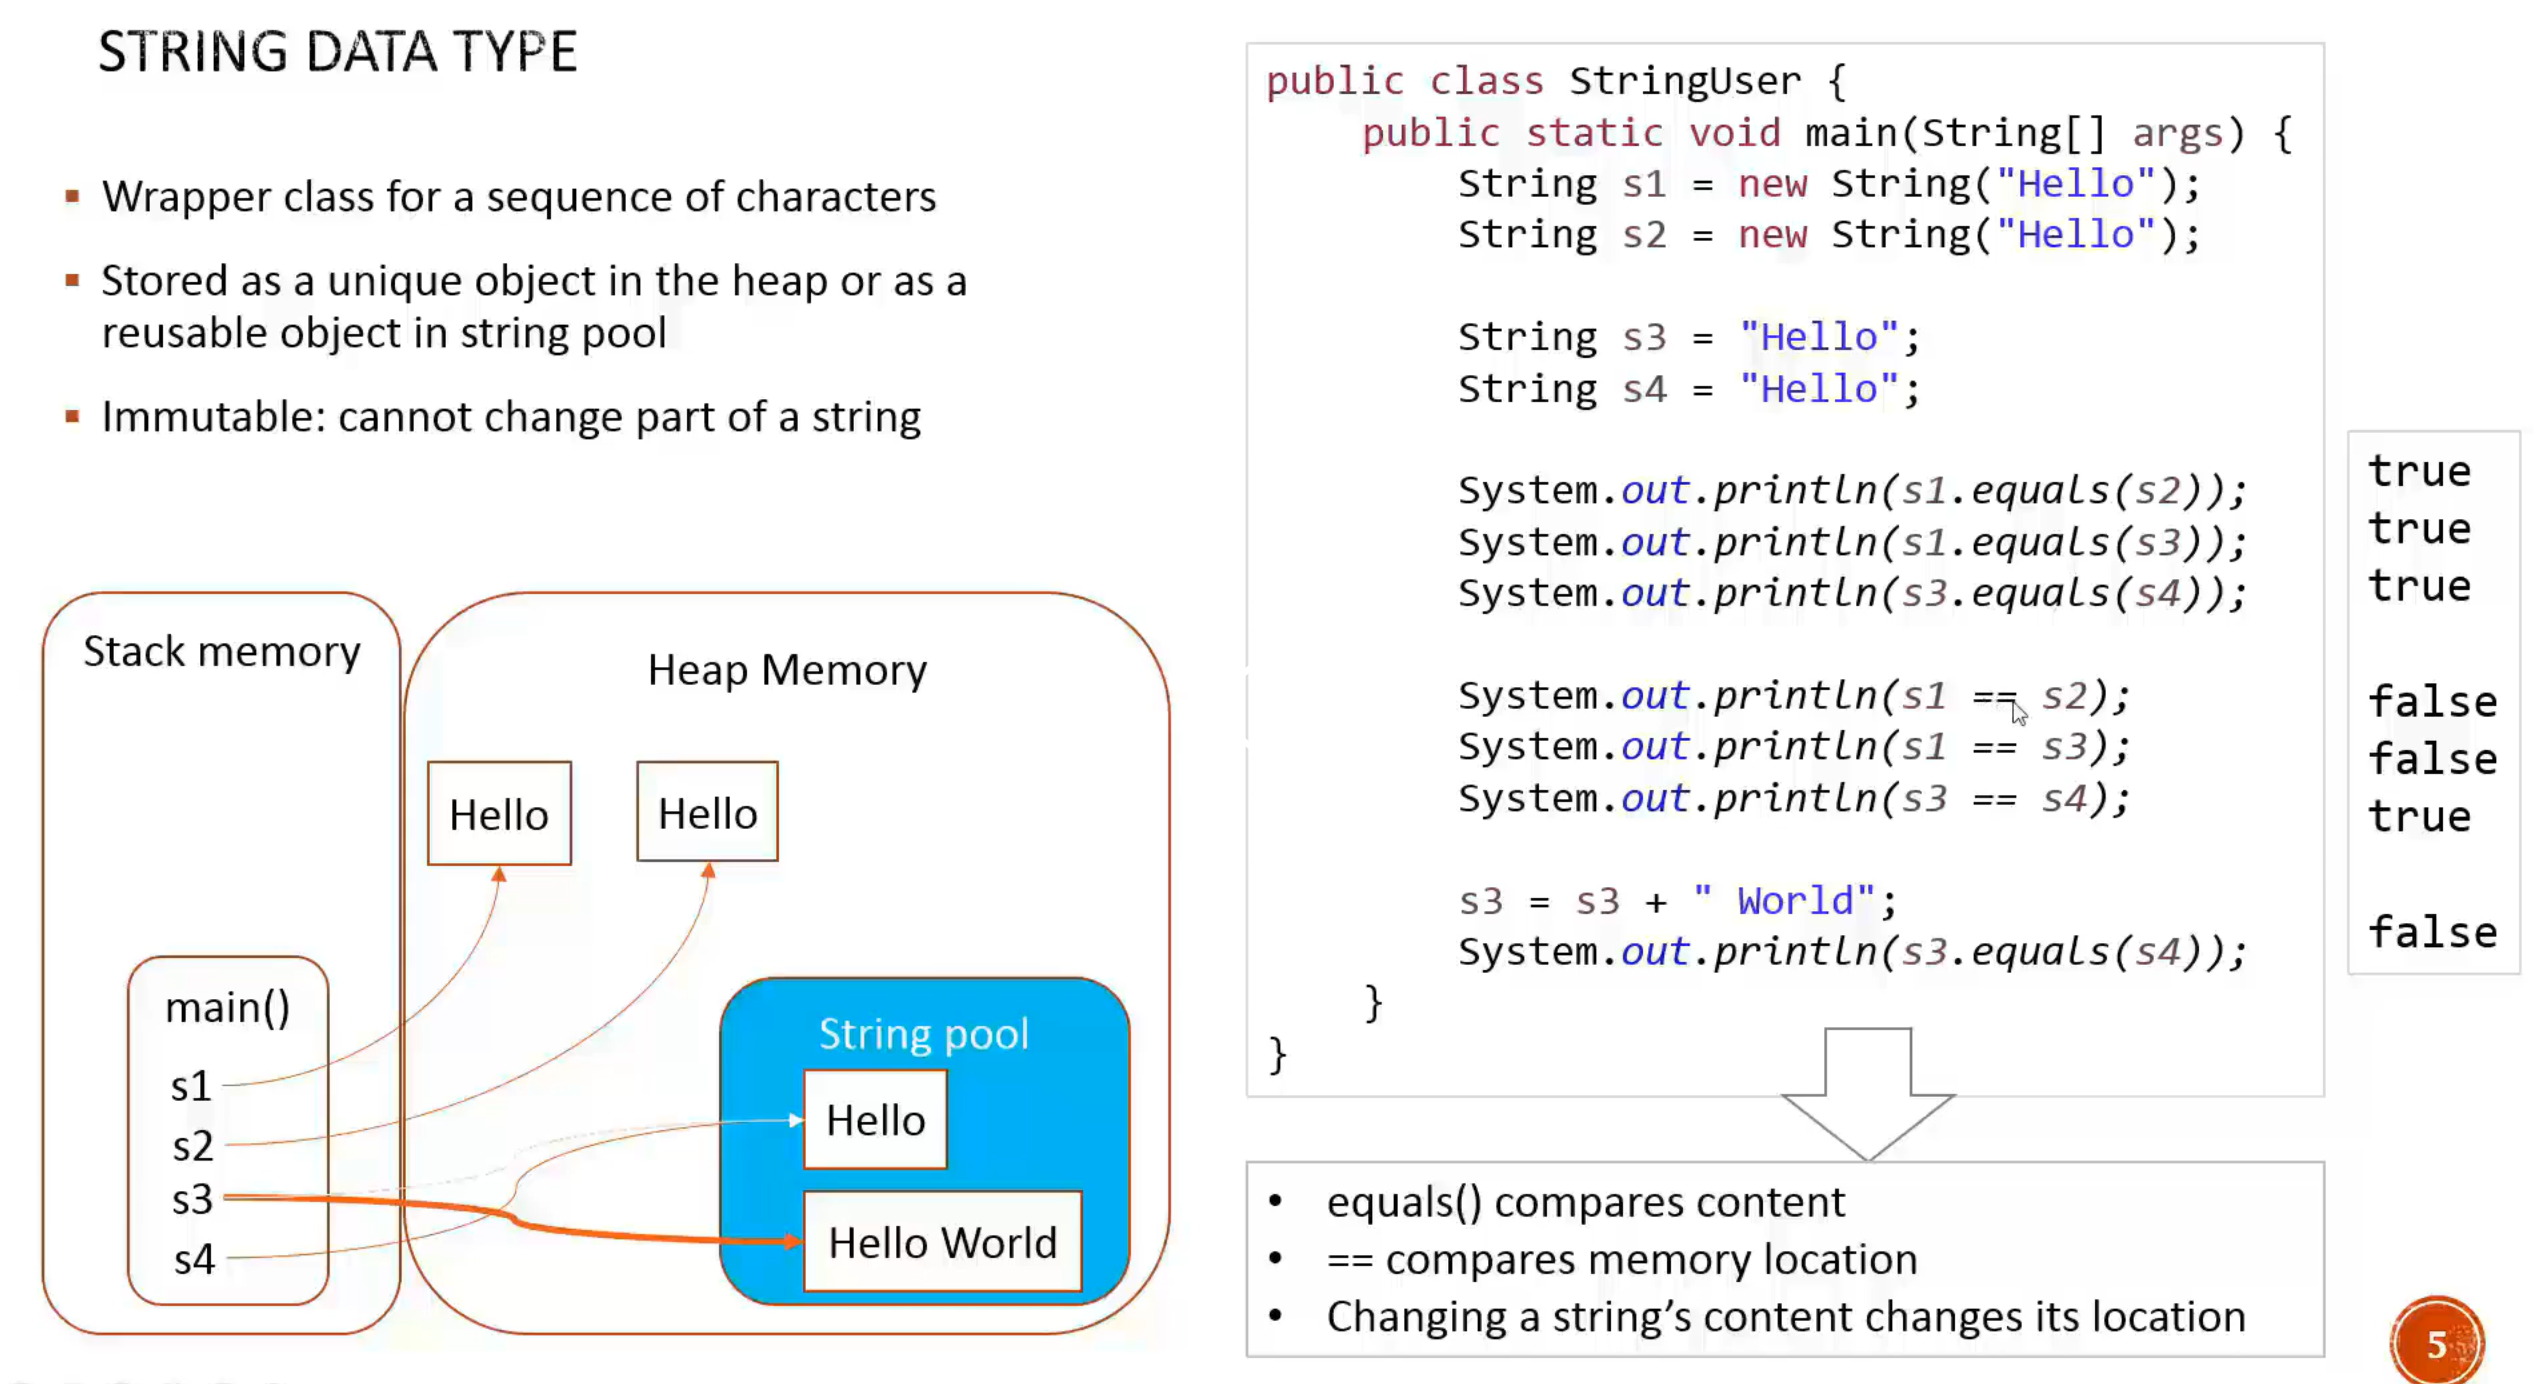 STRING DATA TYPE
▪ Wrapper class for a sequence of characters
▪ Stored as a unique object in the heap or as a
reusable object in string pool
▪ Immutable: cannot change part of a string
Stack memory
Heap Memory
Hello
Hello
main()
s1
s2
s3
s4
String pool
Hello
Hello World
public class StringUser {
    public static void main(String[] args) {
        String s1 = new String("Hello");
        String s2 = new String("Hello");
        String s3 = "Hello";
        String s4 = "Hello";
        System.out.println(s1.equals(s2));
        System.out.println(s1.equals(s3));
        System.out.println(s3.equals(s4));
        System.out.println(s1 == s2);
        System.out.println(s1 == s3);
        System.out.println(s3 == s4);
        s3 = s3 + " World";
        System.out.println(s3.equals(s4));
    }
}
true
true
true
false
false
true
false
• equals() compares content
• == compares memory location
• Changing a string’s content changes its location
5